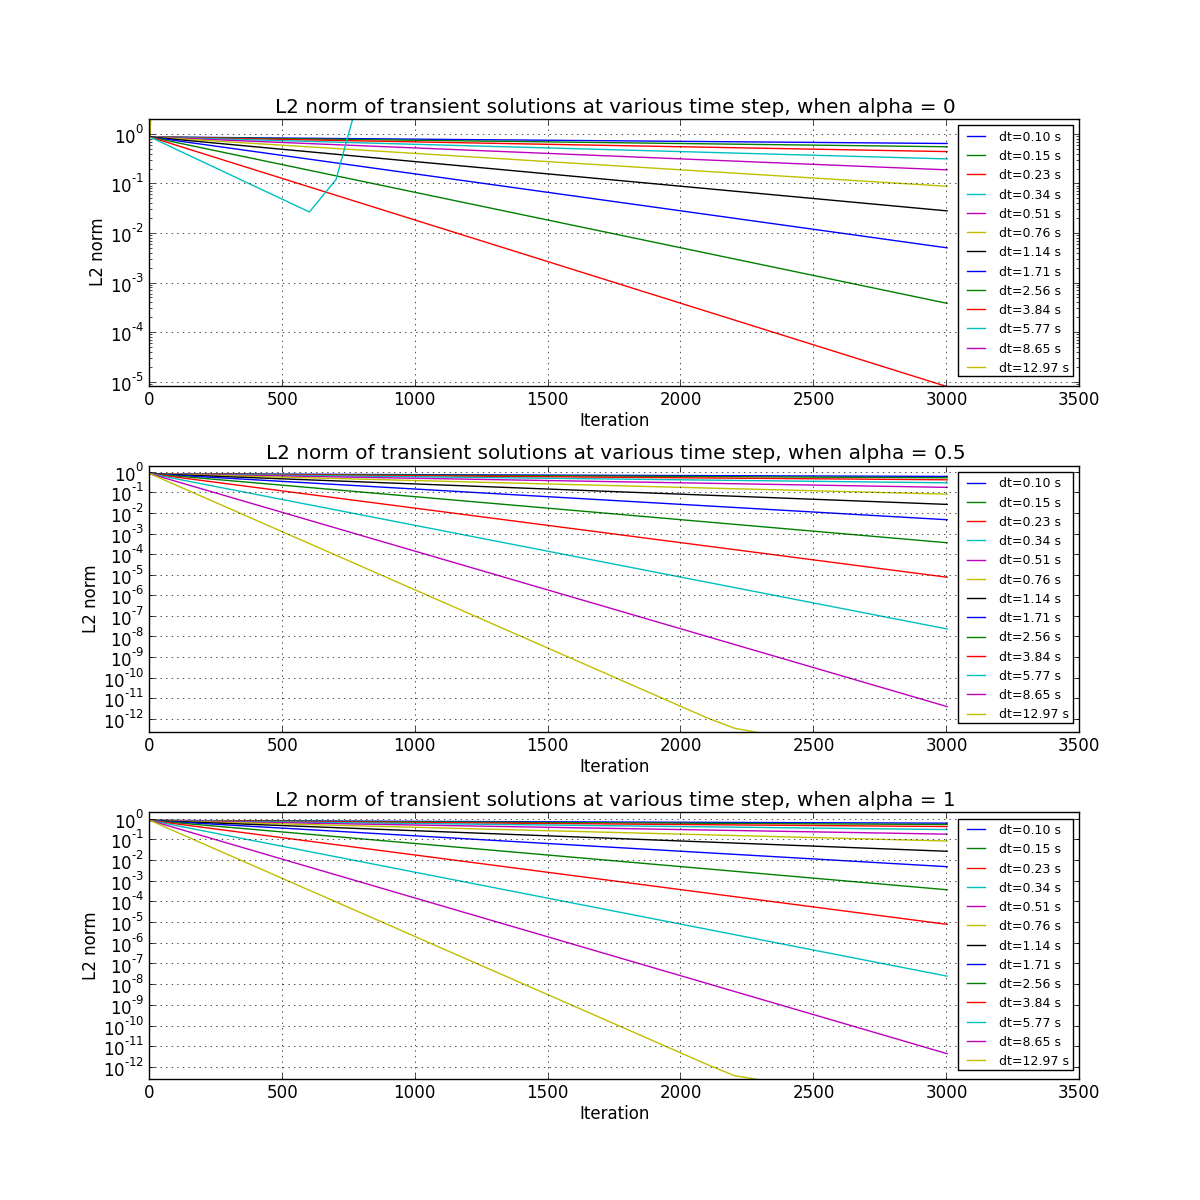 L2 norm of transient solutions at various time step, when alpha = 0
10^0
10^-1
10^-2
10^-3
10^-4
10^-5
L2 norm
0 500 1000 1500 2000 2500 3000 3500
Iteration
dt=0.10 s
dt=0.15 s
dt=0.23 s
dt=0.34 s
dt=0.51 s
dt=0.76 s
dt=1.14 s
dt=1.71 s
dt=2.56 s
dt=3.84 s
dt=5.77 s
dt=8.65 s
dt=12.97 s
L2 norm of transient solutions at various time step, when alpha = 0.5
10^0
10^-1
10^-2
10^-3
10^-4
10^-5
10^-6
10^-7
10^-8
10^-9
10^-10
10^-11
10^-12
L2 norm
0 500 1000 1500 2000 2500 3000 3500
Iteration
dt=0.10 s
dt=0.15 s
dt=0.23 s
dt=0.34 s
dt=0.51 s
dt=0.76 s
dt=1.14 s
dt=1.71 s
dt=2.56 s
dt=3.84 s
dt=5.77 s
dt=8.65 s
dt=12.97 s
L2 norm of transient solutions at various time step, when alpha = 1
10^0
10^-1
10^-2
10^-3
10^-4
10^-5
10^-6
10^-7
10^-8
10^-9
10^-10
10^-11
10^-12
L2 norm
0 500 1000 1500 2000 2500 3000 3500
Iteration
dt=0.10 s
dt=0.15 s
dt=0.23 s
dt=0.34 s
dt=0.51 s
dt=0.76 s
dt=1.14 s
dt=1.71 s
dt=2.56 s
dt=3.84 s
dt=5.77 s
dt=8.65 s
dt=12.97 s